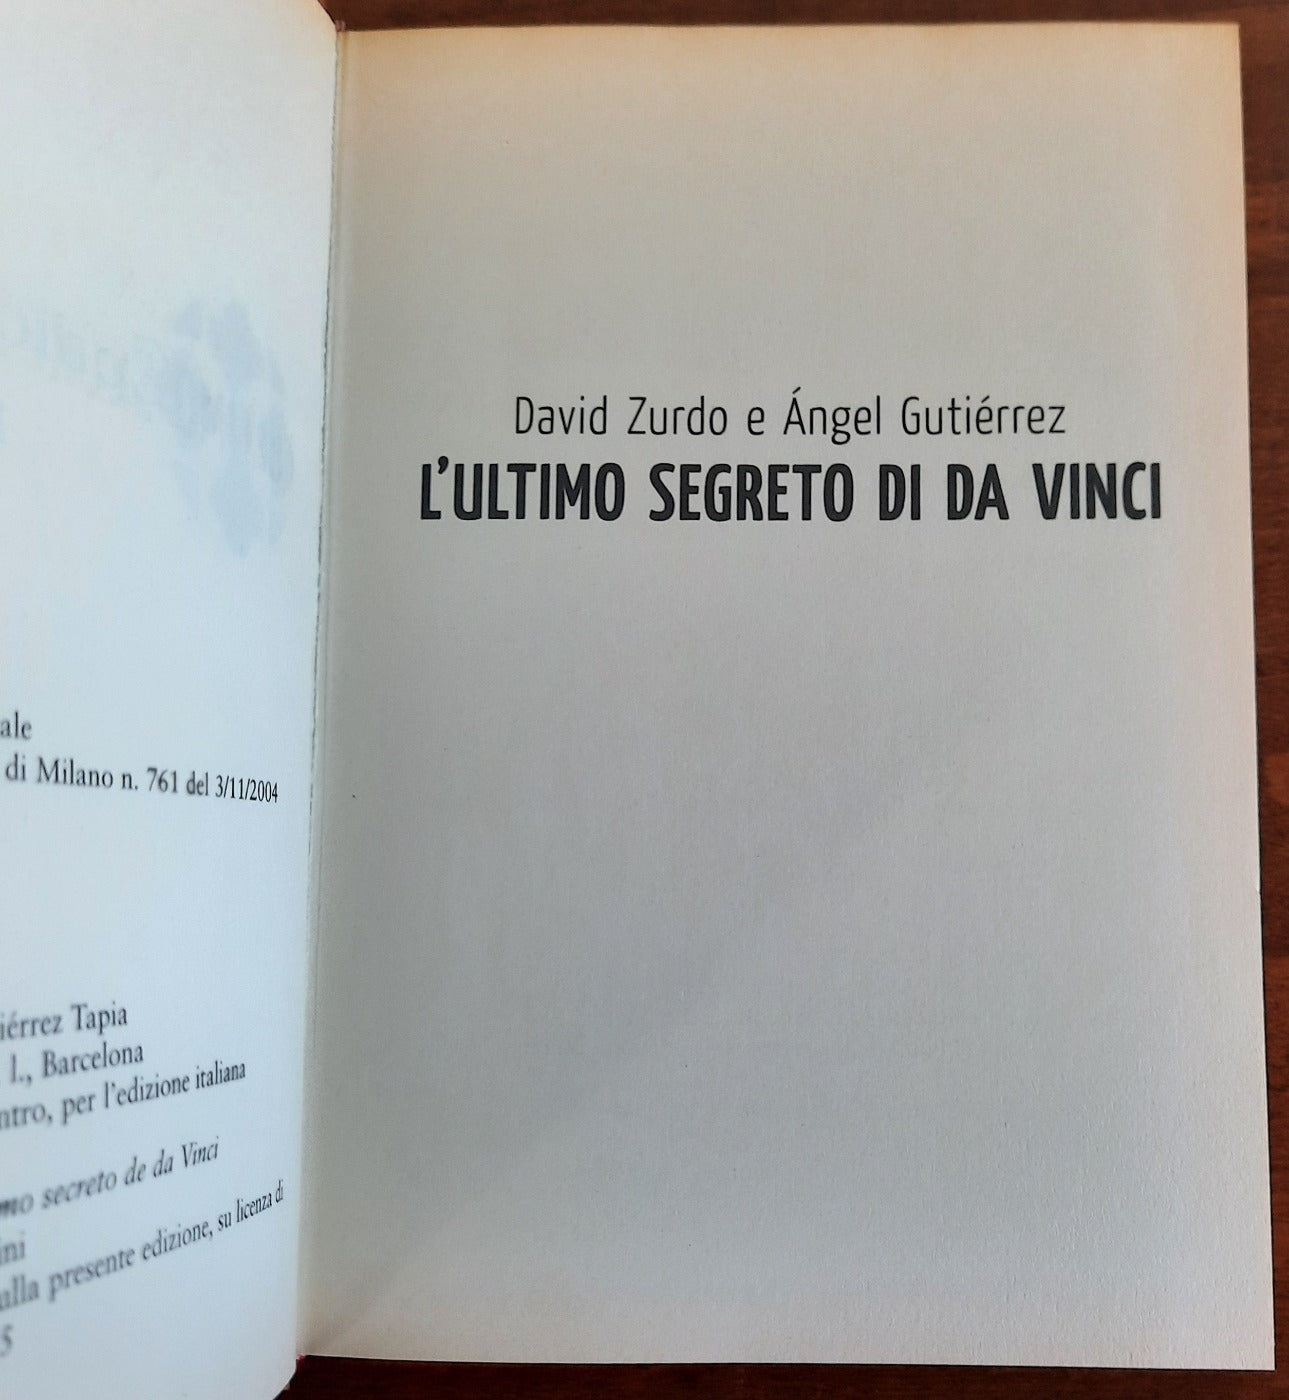 ale
di Milano n. 761 del 3/11/2004
iérrez Tapia
l., Barcelona
ntro, per l'edizione italiana
mo secreto de da Vinci
ini
ulla presente edizione, su licenza di
5
David Zurdo e Ángel Gutiérrez
L'ULTIMO SEGRETO DI DA VINCI